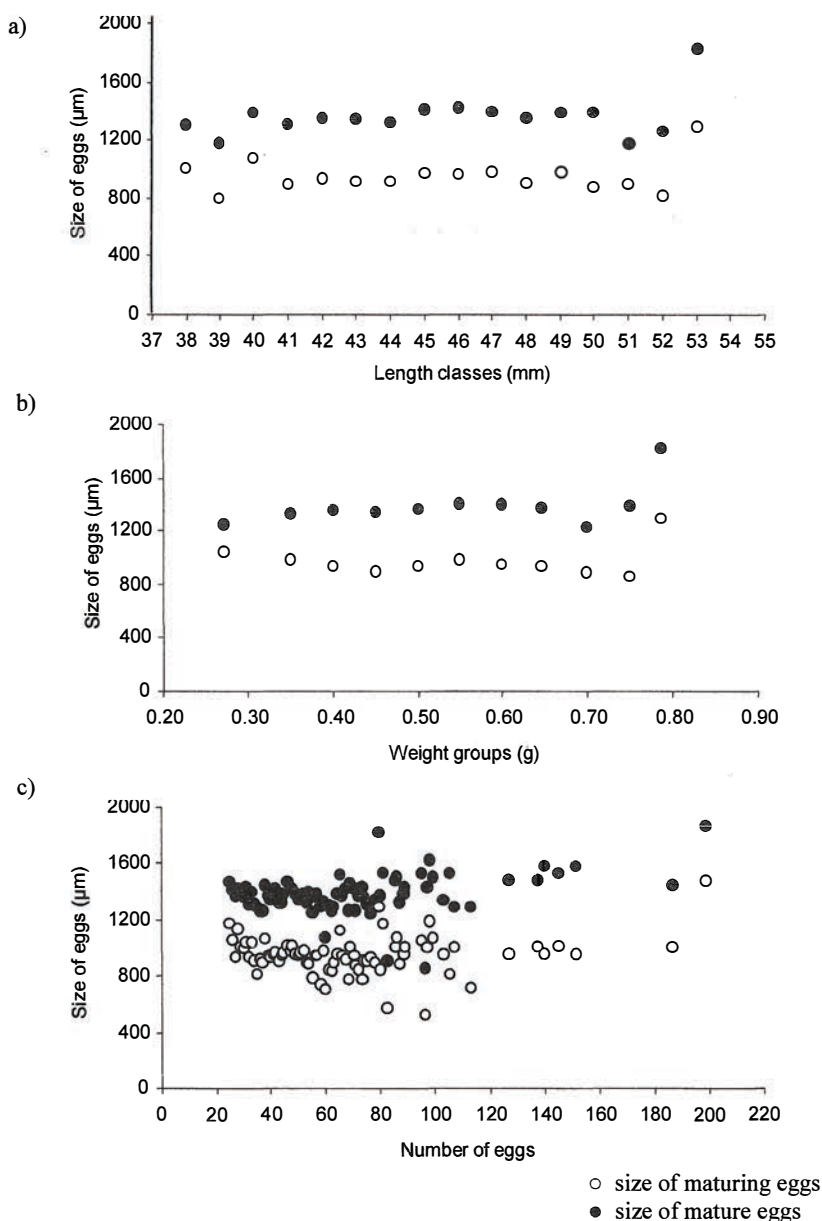 a)
2000
1600
1200
800
400
0
Size of eggs (µm)
37 38 39 40 41 42 43 44 45 46 47 48 49 50 51 52 53 54 55
Length classes (mm)
b)
2000
1600
1200
800
400
0
Size of eggs (µm)
0.20 0.30 0.40 0.50 0.60 0.70 0.80 0.90
Weight groups (g)
c)
2000
1600
1200
800
400
0
Size of eggs (µm)
0 20 40 60 80 100 120 140 160 180 200 220
Number of eggs
size of maturing eggs
size of mature eggs